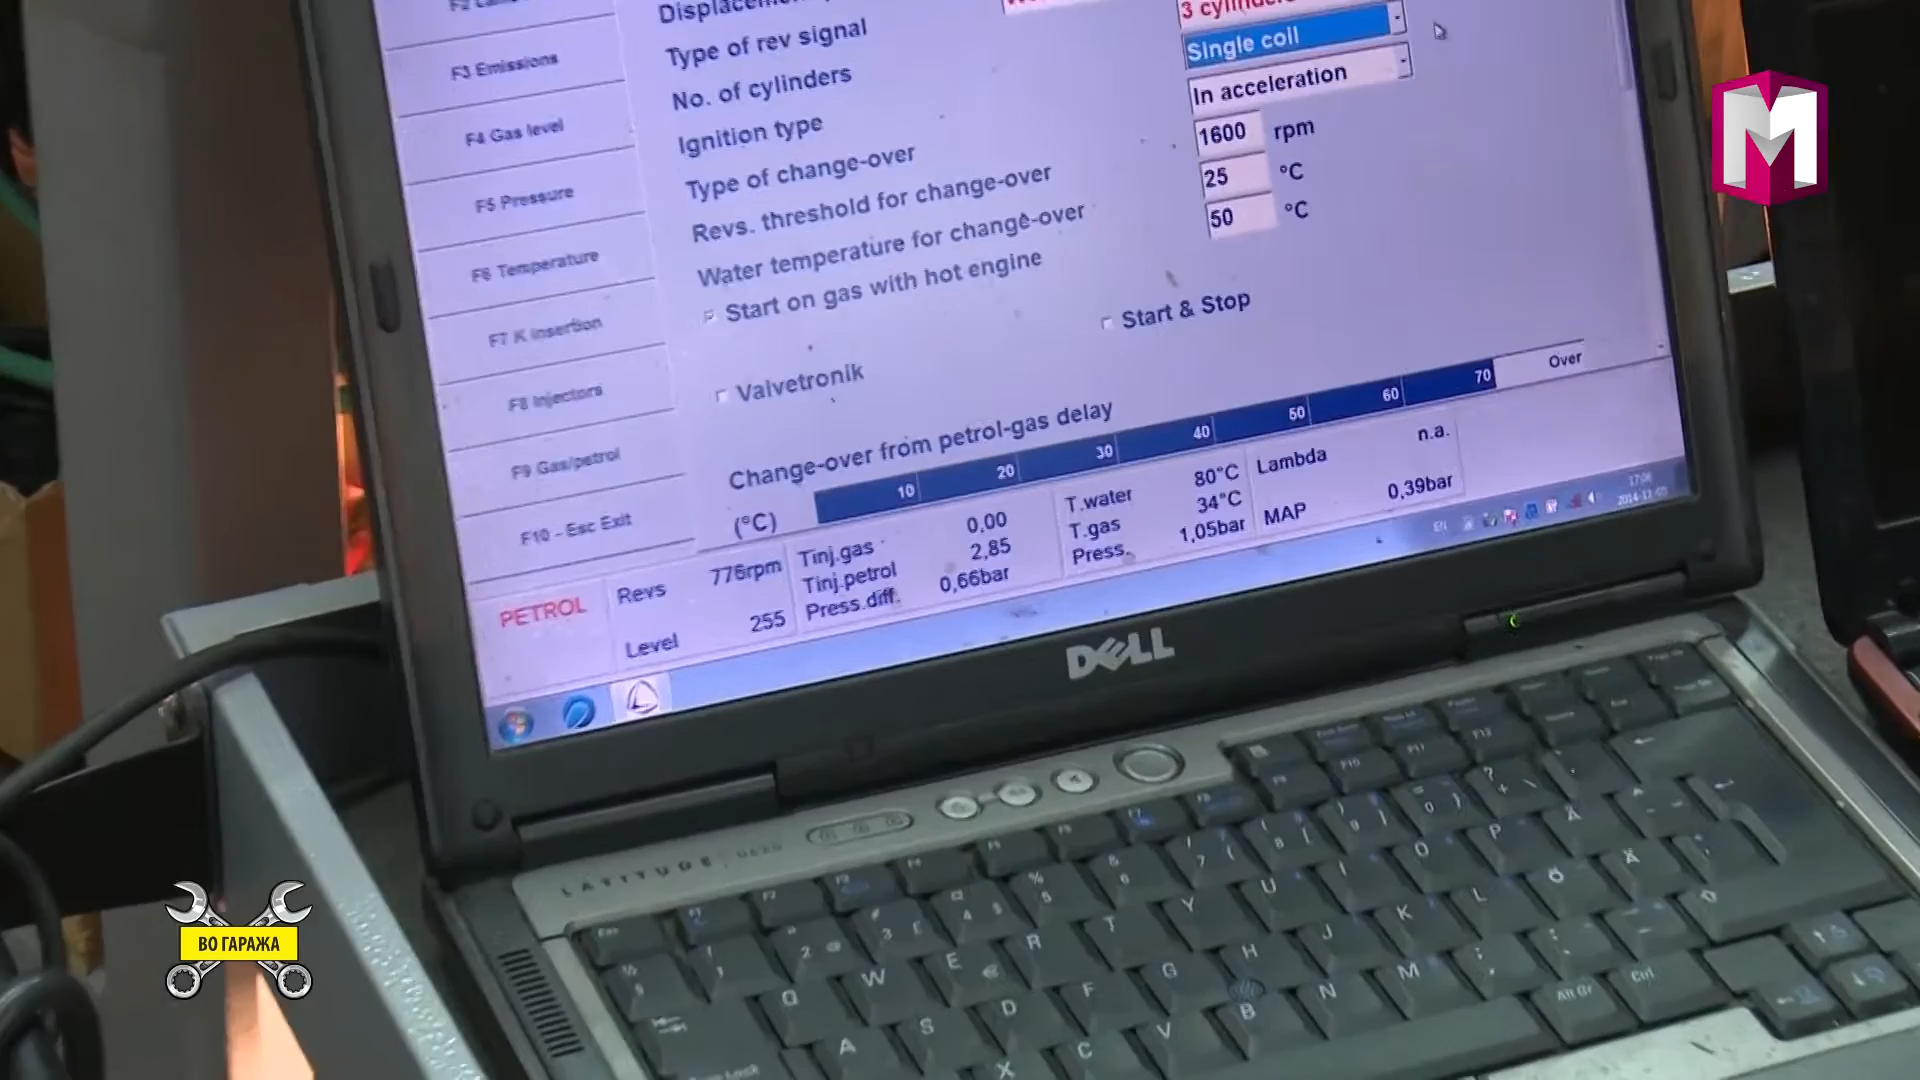 Type of rev signal
No. of cylinders
Ignition type
Type of change-over
Revs. threshold for change-over
Water temperature for change-over
Start on gas with hot engine
Valvetronik
Start & Stop
3 cylinders
Single coil
In acceleration
1600 rpm
25 °C
50 °C
F3 Emissions
F4 Gas level
F5 Pressure
F6 Temperature
F7 K insertion
F8 Injectors
F9 Gas/petrol
F10 - Esc Exit
Change-over from petrol-gas delay
(°C)
10 20 30 40 50 60 70 Over
PETROL
Revs 776rpm
Level 255
Tinj.gas 0,00
Tinj.petrol 2,85
Press.diff. 0,66bar
T.water 80°C
T.gas 34°C
Press. 1,05bar
Lambda n.a.
MAP 0,39bar
EN
DELL
LATITUDE
M
ВО ГАРАЖА
Q W E R T Y U I O P
A S D F G H J K L Ö Ä
X C V B N M
Alt Gr Ctrl